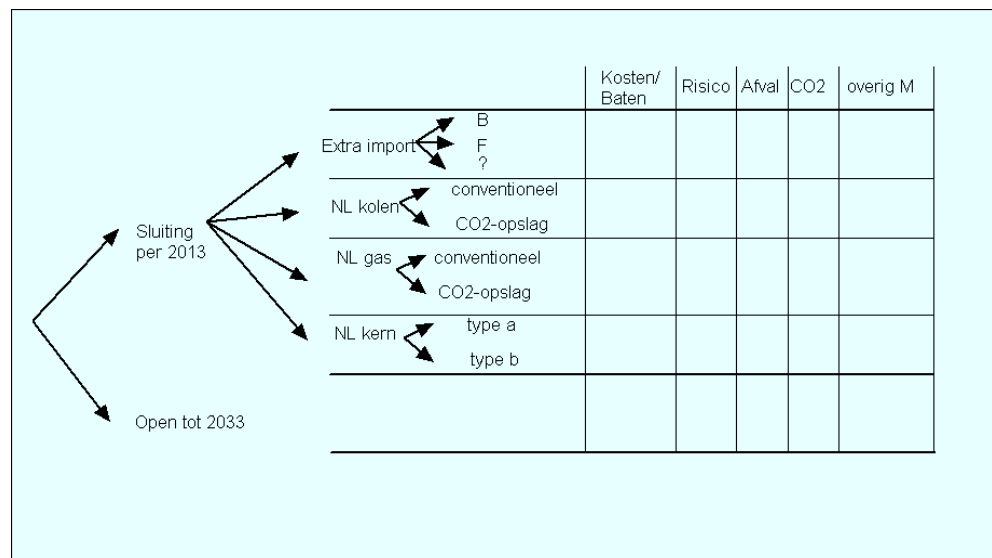 Kosten/
Baten
Risico
Afval
CO2
overig M
Extra import
B
F
?
NL kolen
conventioneel
CO2-opslag
Sluiting
per 2013
NL gas
conventioneel
CO2-opslag
NL kern
type a
type b
Open tot 2033